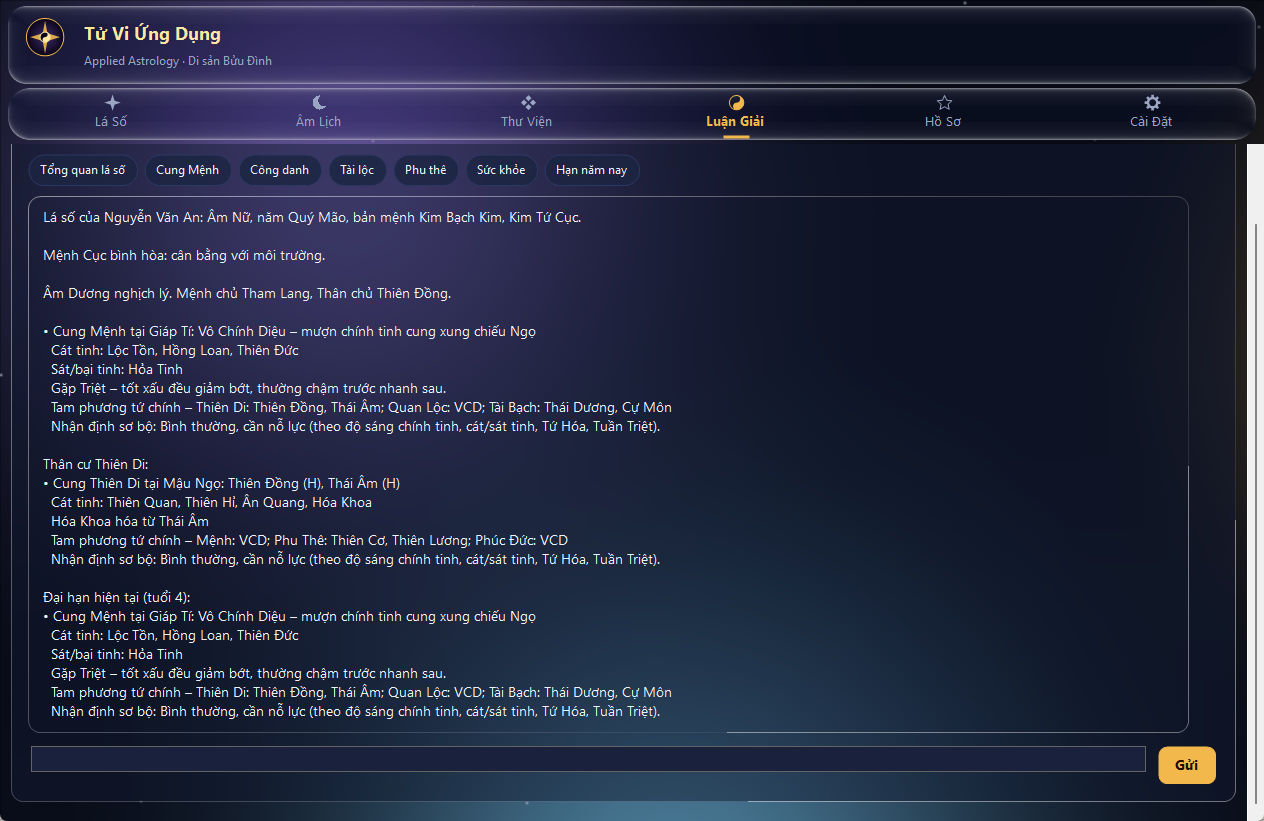 Tử Vi Ứng Dụng
Applied Astrology · Di sản Bửu Đình
Lá Số
Âm Lịch
Thư Viện
Luận Giải
Hồ Sơ
Cài Đặt
Tổng quan lá số
Cung Mệnh
Công danh
Tài lộc
Phu thê
Sức khỏe
Hạn năm nay
Lá số của Nguyễn Văn An: Âm Nữ, năm Quý Mão, bản mệnh Kim Bạch Kim, Kim Tứ Cục.
Mệnh Cục bình hòa: cân bằng với môi trường.
Âm Dương nghịch lý. Mệnh chủ Tham Lang, Thân chủ Thiên Đồng.
• Cung Mệnh tại Giáp Tí: Vô Chính Diệu – mượn chính tinh cung xung chiếu Ngọ
Cát tinh: Lộc Tồn, Hồng Loan, Thiên Đức
Sát/bại tinh: Hỏa Tinh
Gặp Triệt – tốt xấu đều giảm bớt, thường chậm trước nhanh sau.
Tam phương tứ chính – Thiên Di: Thiên Đồng, Thái Âm; Quan Lộc: VCD; Tài Bạch: Thái Dương, Cự Môn
Nhận định sơ bộ: Bình thường, cần nỗ lực (theo độ sáng chính tinh, cát/sát tinh, Tứ Hóa, Tuần Triệt).
Thân cư Thiên Di:
• Cung Thiên Di tại Mậu Ngọ: Thiên Đồng (H), Thái Âm (H)
Cát tinh: Thiên Quan, Thiên Hỉ, Ân Quang, Hóa Khoa
Hóa Khoa hóa từ Thái Âm
Tam phương tứ chính – Mệnh: VCD; Phu Thê: Thiên Cơ, Thiên Lương; Phúc Đức: VCD
Nhận định sơ bộ: Bình thường, cần nỗ lực (theo độ sáng chính tinh, cát/sát tinh, Tứ Hóa, Tuần Triệt).
Đại hạn hiện tại (tuổi 4):
• Cung Mệnh tại Giáp Tí: Vô Chính Diệu – mượn chính tinh cung xung chiếu Ngọ
Cát tinh: Lộc Tồn, Hồng Loan, Thiên Đức
Sát/bại tinh: Hỏa Tinh
Gặp Triệt – tốt xấu đều giảm bớt, thường chậm trước nhanh sau.
Tam phương tứ chính – Thiên Di: Thiên Đồng, Thái Âm; Quan Lộc: VCD; Tài Bạch: Thái Dương, Cự Môn
Nhận định sơ bộ: Bình thường, cần nỗ lực (theo độ sáng chính tinh, cát/sát tinh, Tứ Hóa, Tuần Triệt).
Gửi